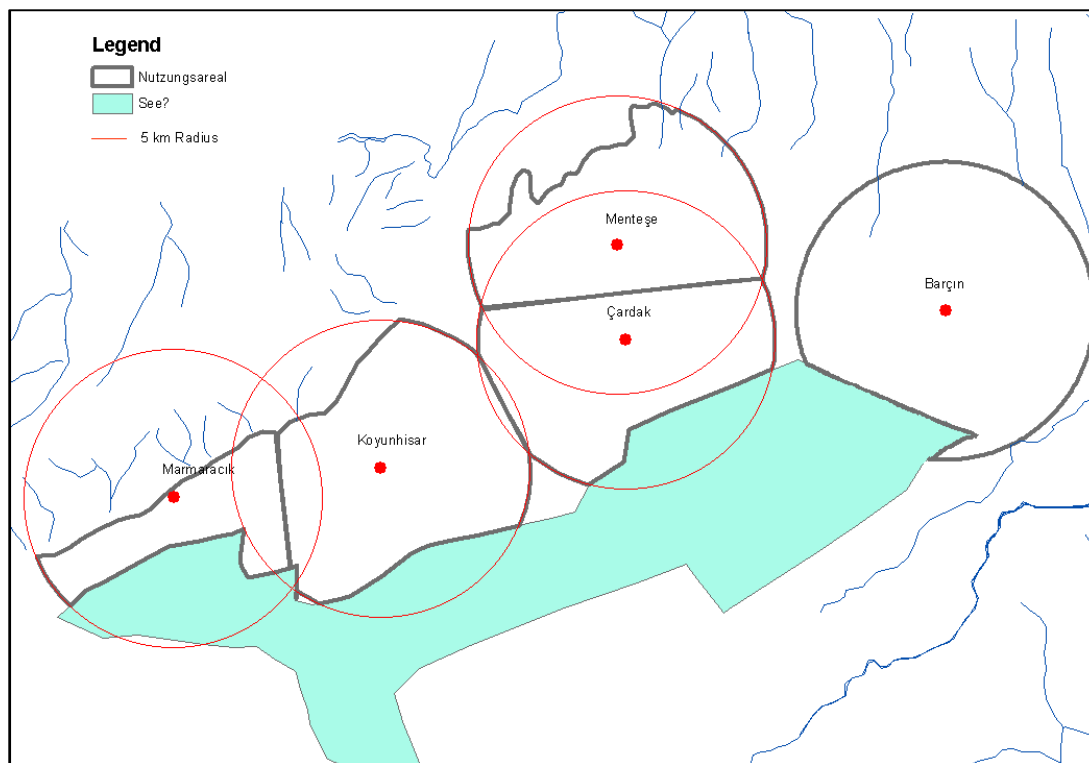 Legend
Nutzungsareal
See?
5 km Radius
Menteşe
Barçın
Çardak
Koyunhisar
Marmaracık